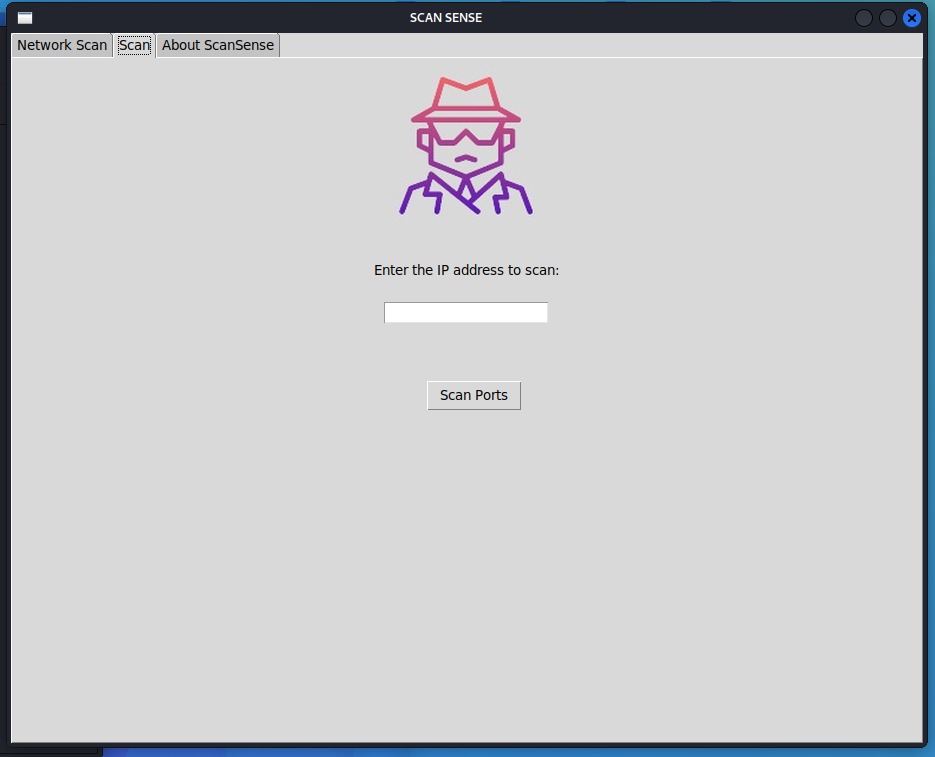 SCAN SENSE
Network Scan Scan About ScanSense
Enter the IP address to scan:
Scan Ports